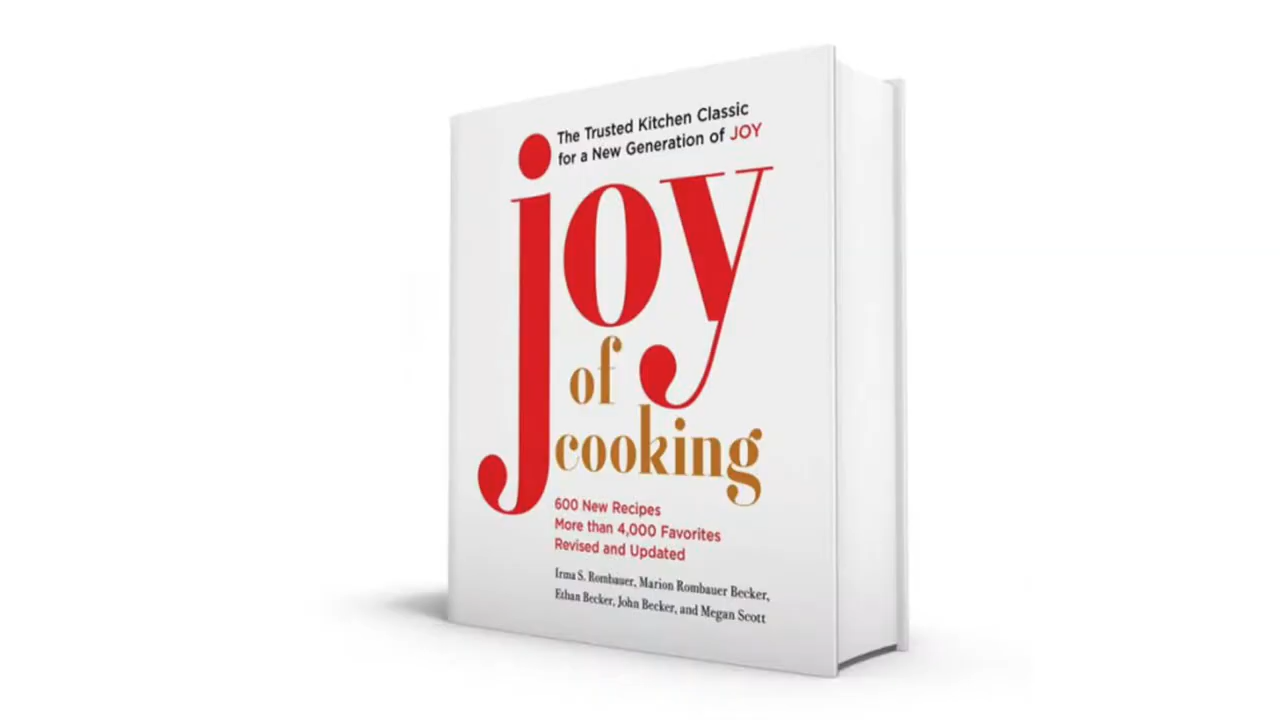 The Trusted Kitchen Classic
for a New Generation of JOY
joy
of
cooking
600 New Recipes
More than 4,000 Favorites
Revised and Updated
Irma S. Rombauer, Marion Rombauer Becker,
Ethan Becker, John Becker, and Megan Scott